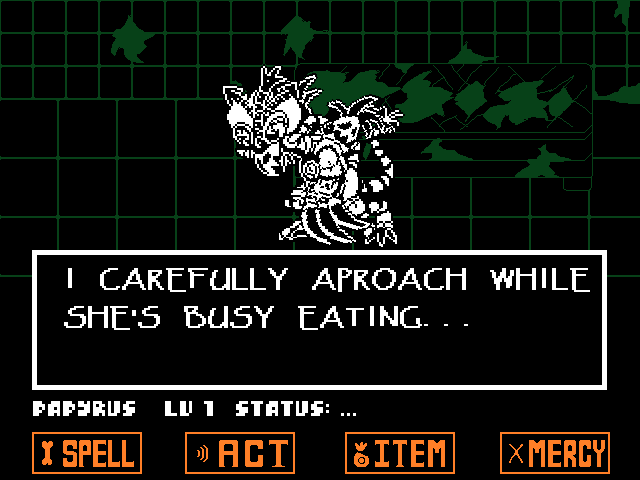 I CAREFULLY APROACH WHILE
SHE'S BUSY EATING...
PAPYRUS LV 1 STATUS: ...
SPELL ACT ITEM MERCY